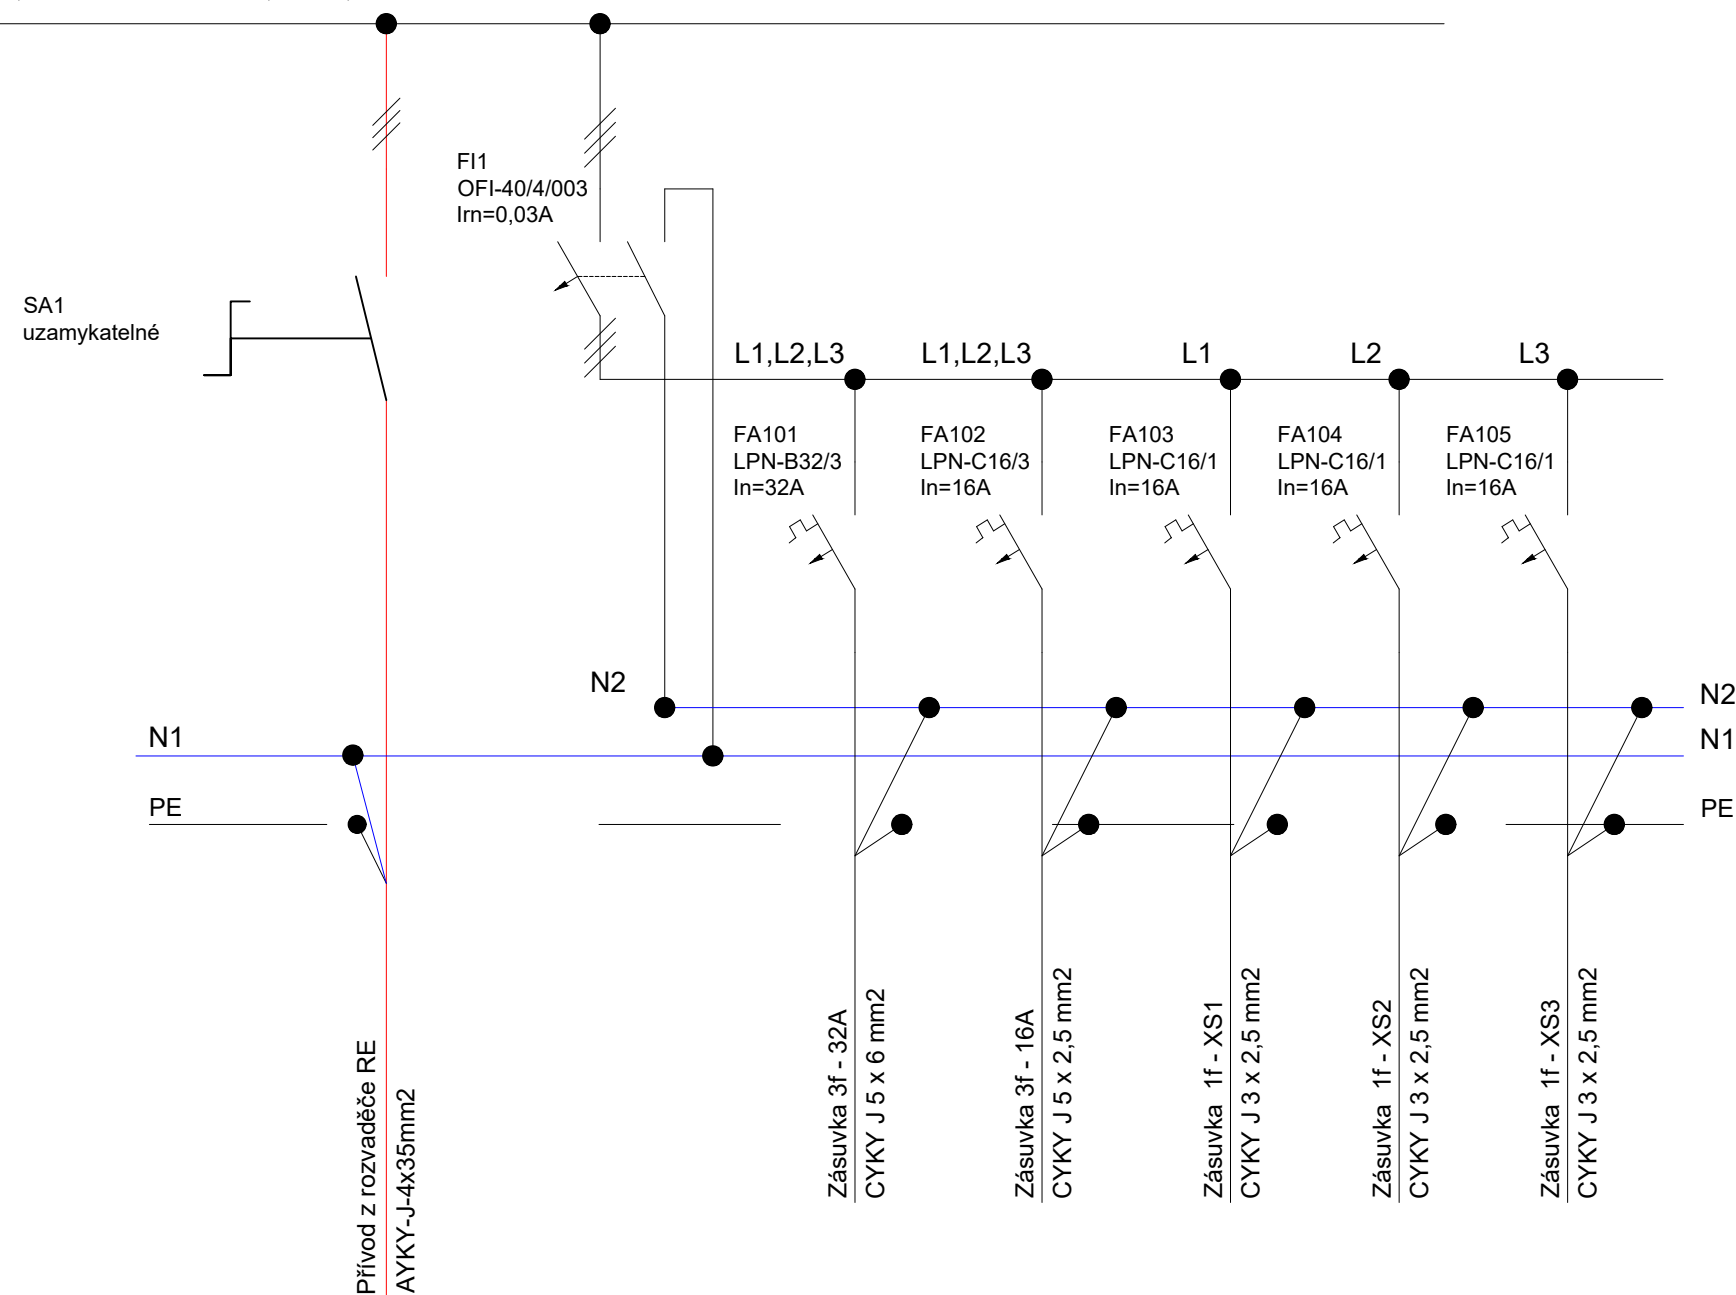 FI1
OFI-40/4/003
Irn=0,03A
SA1
uzamykatelné
L1,L2,L3
L1,L2,L3
L1
L2
L3
FA101
LPN-B32/3
In=32A
FA102
LPN-C16/3
In=16A
FA103
LPN-C16/1
In=16A
FA104
LPN-C16/1
In=16A
FA105
LPN-C16/1
In=16A
N2
N2
N1
N1
PE
PE
Přívod z rozvaděče RE
AYKY-J-4x35mm2
Zásuvka 3f - 32A
CYKY J 5 x 6 mm2
Zásuvka 3f - 16A
CYKY J 5 x 2,5 mm2
Zásuvka 1f - XS1
CYKY J 3 x 2,5 mm2
Zásuvka 1f - XS2
CYKY J 3 x 2,5 mm2
Zásuvka 1f - XS3
CYKY J 3 x 2,5 mm2